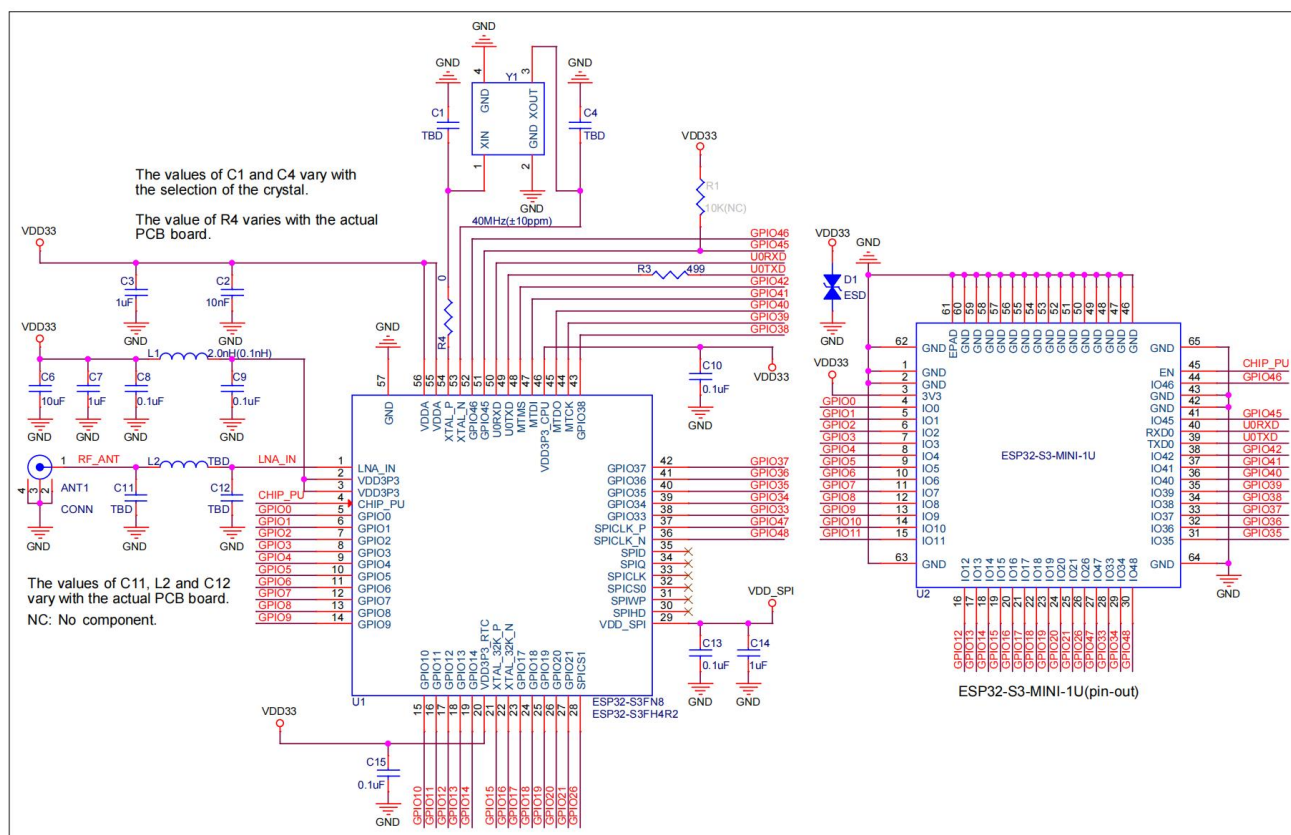 GND
GND
GND
GND
4
3
Y1
C1
TBD
GND
XIN
XOUT
GND
C4
TBD
1
2
GND
40MHz(±10ppm)
VDD33
R1
10K(NC)
The values of C1 and C4 vary with
the selection of the crystal.
The value of R4 varies with the actual
PCB board.
VDD33
C3
1uF
GND
C2
10nF
GND
R4
0
R3
499
GPIO46
GPIO45
U0RXD
U0TXD
GPIO42
GPIO41
GPIO40
GPIO39
GPIO38
C10
0.1uF
GND
VDD33
VDD33
L1
2.0nH(0.1nH)
C6
10uF
GND
C7
1uF
GND
C8
0.1uF
GND
C9
0.1uF
GND
1
RF_ANT
L2
TBD
LNA_IN
4
3
2
ANT1
CONN
GND
C11
TBD
GND
C12
TBD
GND
The values of C11, L2 and C12
vary with the actual PCB board.
NC: No component.
57 GND
56 VDDA
55 VDDA
54 XTAL_P
53 XTAL_N
52 GPIO46
51 GPIO45
50 U0RXD
49 U0TXD
48 MTMS
47 MTDI
46 VDD3P3_CPU
45 MTDO
44 MTCK
43 GPIO38
1 LNA_IN
2 VDD3P3
3 VDD3P3
CHIP_PU 4 CHIP_PU
GPIO0 5 GPIO0
GPIO1 6 GPIO1
GPIO2 7 GPIO2
GPIO3 8 GPIO3
GPIO4 9 GPIO4
GPIO5 10 GPIO5
GPIO6 11 GPIO6
GPIO7 12 GPIO7
GPIO8 13 GPIO8
GPIO9 14 GPIO9
GPIO37 42 GPIO37
GPIO36 41 GPIO36
GPIO35 40 GPIO35
GPIO34 39 GPIO34
GPIO33 38 GPIO33
SPICLK_P 37 GPIO47
SPICLK_N 36 GPIO48
SPID 35
SPIQ 34
SPICLK 33
SPICS0 32
SPIWP 31
SPIHD 30
VDD_SPI 29
VDD_SPI
C13
0.1uF
GND
C14
1uF
GND
GPIO10 15 GPIO10
GPIO11 16 GPIO11
GPIO12 17 GPIO12
GPIO13 18 GPIO13
GPIO14 19 GPIO14
VDD3P3_RTC 20
XTAL_32K_P 21 GPIO15
XTAL_32K_N 22 GPIO16
GPIO17 23 GPIO17
GPIO18 24 GPIO18
GPIO19 25 GPIO19
GPIO20 26 GPIO20
GPIO21 27 GPIO21
SPICS1 28 GPIO26
U1
ESP32-S3FN8
ESP32-S3FH4R2
VDD33
C15
0.1uF
GND
VDD33
D1
ESD
GND
GND
61 EPAD
60 GND
59 GND
58 GND
57 GND
56 GND
55 GND
54 GND
53 GND
52 GND
51 GND
50 GND
49 GND
48 GND
47 GND
46 GND
VDD33
62 GND
1 GND
2 GND
3 3V3
GPIO0 4 IO0
GPIO1 5 IO1
GPIO2 6 IO2
GPIO3 7 IO3
GPIO4 8 IO4
GPIO5 9 IO5
GPIO6 10 IO6
GPIO7 11 IO7
GPIO8 12 IO8
GPIO9 13 IO9
GPIO10 14 IO10
GPIO11 15 IO11
63 GND
ESP32-S3-MINI-1U
GND 65
EN 45 CHIP_PU
IO46 44 GPIO46
GND 43
GND 42
IO45 41 GPIO45
RXD0 40 U0RXD
TXD0 39 U0TXD
IO42 38 GPIO42
IO41 37 GPIO41
IO40 36 GPIO40
IO39 35 GPIO39
IO38 34 GPIO38
IO37 33 GPIO37
IO36 32 GPIO36
IO35 31 GPIO35
GND 64
GND
U2
IO12 16 GPIO12
IO13 17 GPIO13
IO14 18 GPIO14
IO15 19 GPIO15
IO16 20 GPIO16
IO17 21 GPIO17
IO18 22 GPIO18
IO19 23 GPIO19
IO20 24 GPIO20
IO21 25 GPIO21
IO26 26 GPIO26
IO47 27 GPIO47
IO33 28 GPIO33
IO34 29 GPIO34
IO48 30 GPIO48
ESP32-S3-MINI-1U(pin-out)